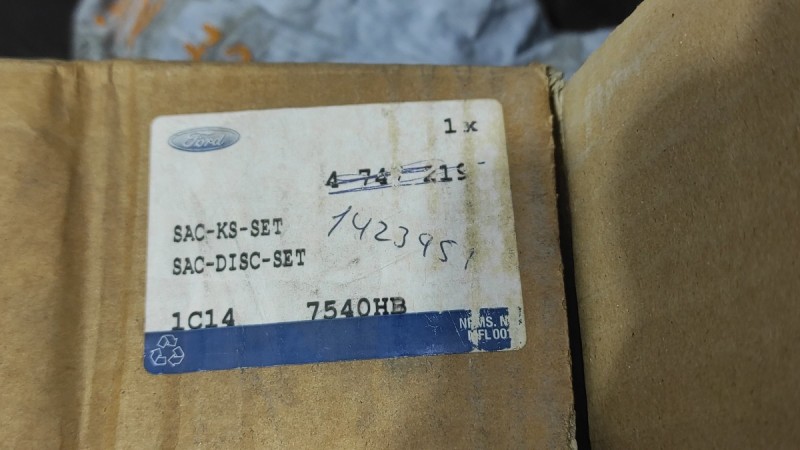 Ford
1x
SAC-KS-SET
1423951
SAC-DISC-SET
1C14 7540HB